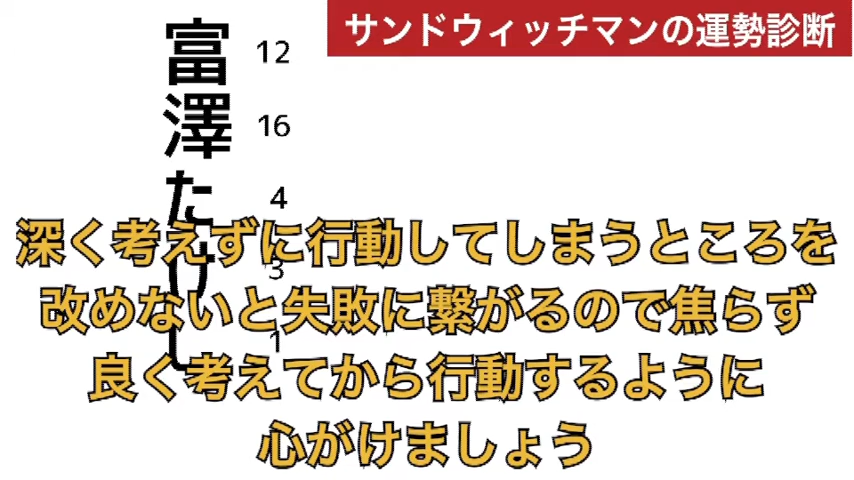 サンドウィッチマンの運勢診断
富澤たけし
12
16
4
3
1
深く考えずに行動してしまうところを
改めないと失敗に繋がるので焦らず
良く考えてから行動するように
心がけましょう